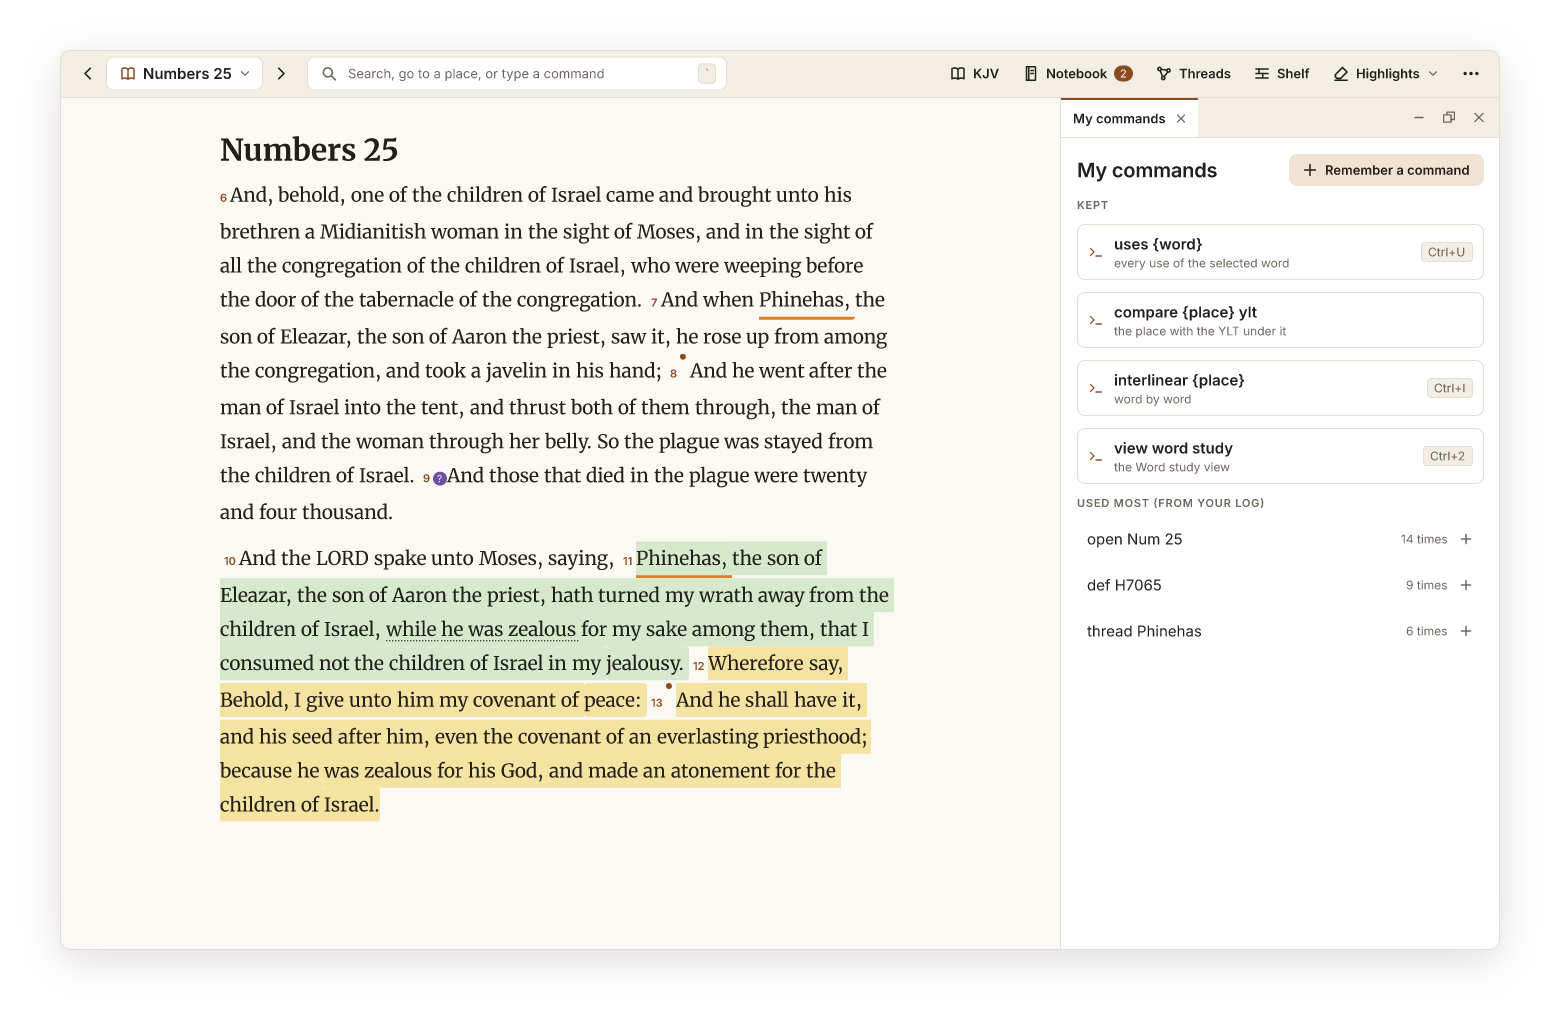 Numbers 25
Search, go to a place, or type a command
`
KJV
Notebook 2
Threads
Shelf
Highlights
My commands
Numbers 25
6 And, behold, one of the children of Israel came and brought unto his
brethren a Midianitish woman in the sight of Moses, and in the sight of
all the congregation of the children of Israel, who were weeping before
the door of the tabernacle of the congregation. 7 And when Phinehas, the
son of Eleazar, the son of Aaron the priest, saw it, he rose up from among
the congregation, and took a javelin in his hand; 8 And he went after the
man of Israel into the tent, and thrust both of them through, the man of
Israel, and the woman through her belly. So the plague was stayed from
the children of Israel. 9 ? And those that died in the plague were twenty
and four thousand.
10 And the LORD spake unto Moses, saying, 11 Phinehas, the son of
Eleazar, the son of Aaron the priest, hath turned my wrath away from the
children of Israel, while he was zealous for my sake among them, that I
consumed not the children of Israel in my jealousy. 12 Wherefore say,
Behold, I give unto him my covenant of peace: 13 And he shall have it,
and his seed after him, even the covenant of an everlasting priesthood;
because he was zealous for his God, and made an atonement for the
children of Israel.
My commands
Remember a command
KEPT
uses {word}
every use of the selected word
Ctrl+U
compare {place} ylt
the place with the YLT under it
interlinear {place}
word by word
Ctrl+I
view word study
the Word study view
Ctrl+2
USED MOST (FROM YOUR LOG)
open Num 25 14 times
def H7065 9 times
thread Phinehas 6 times